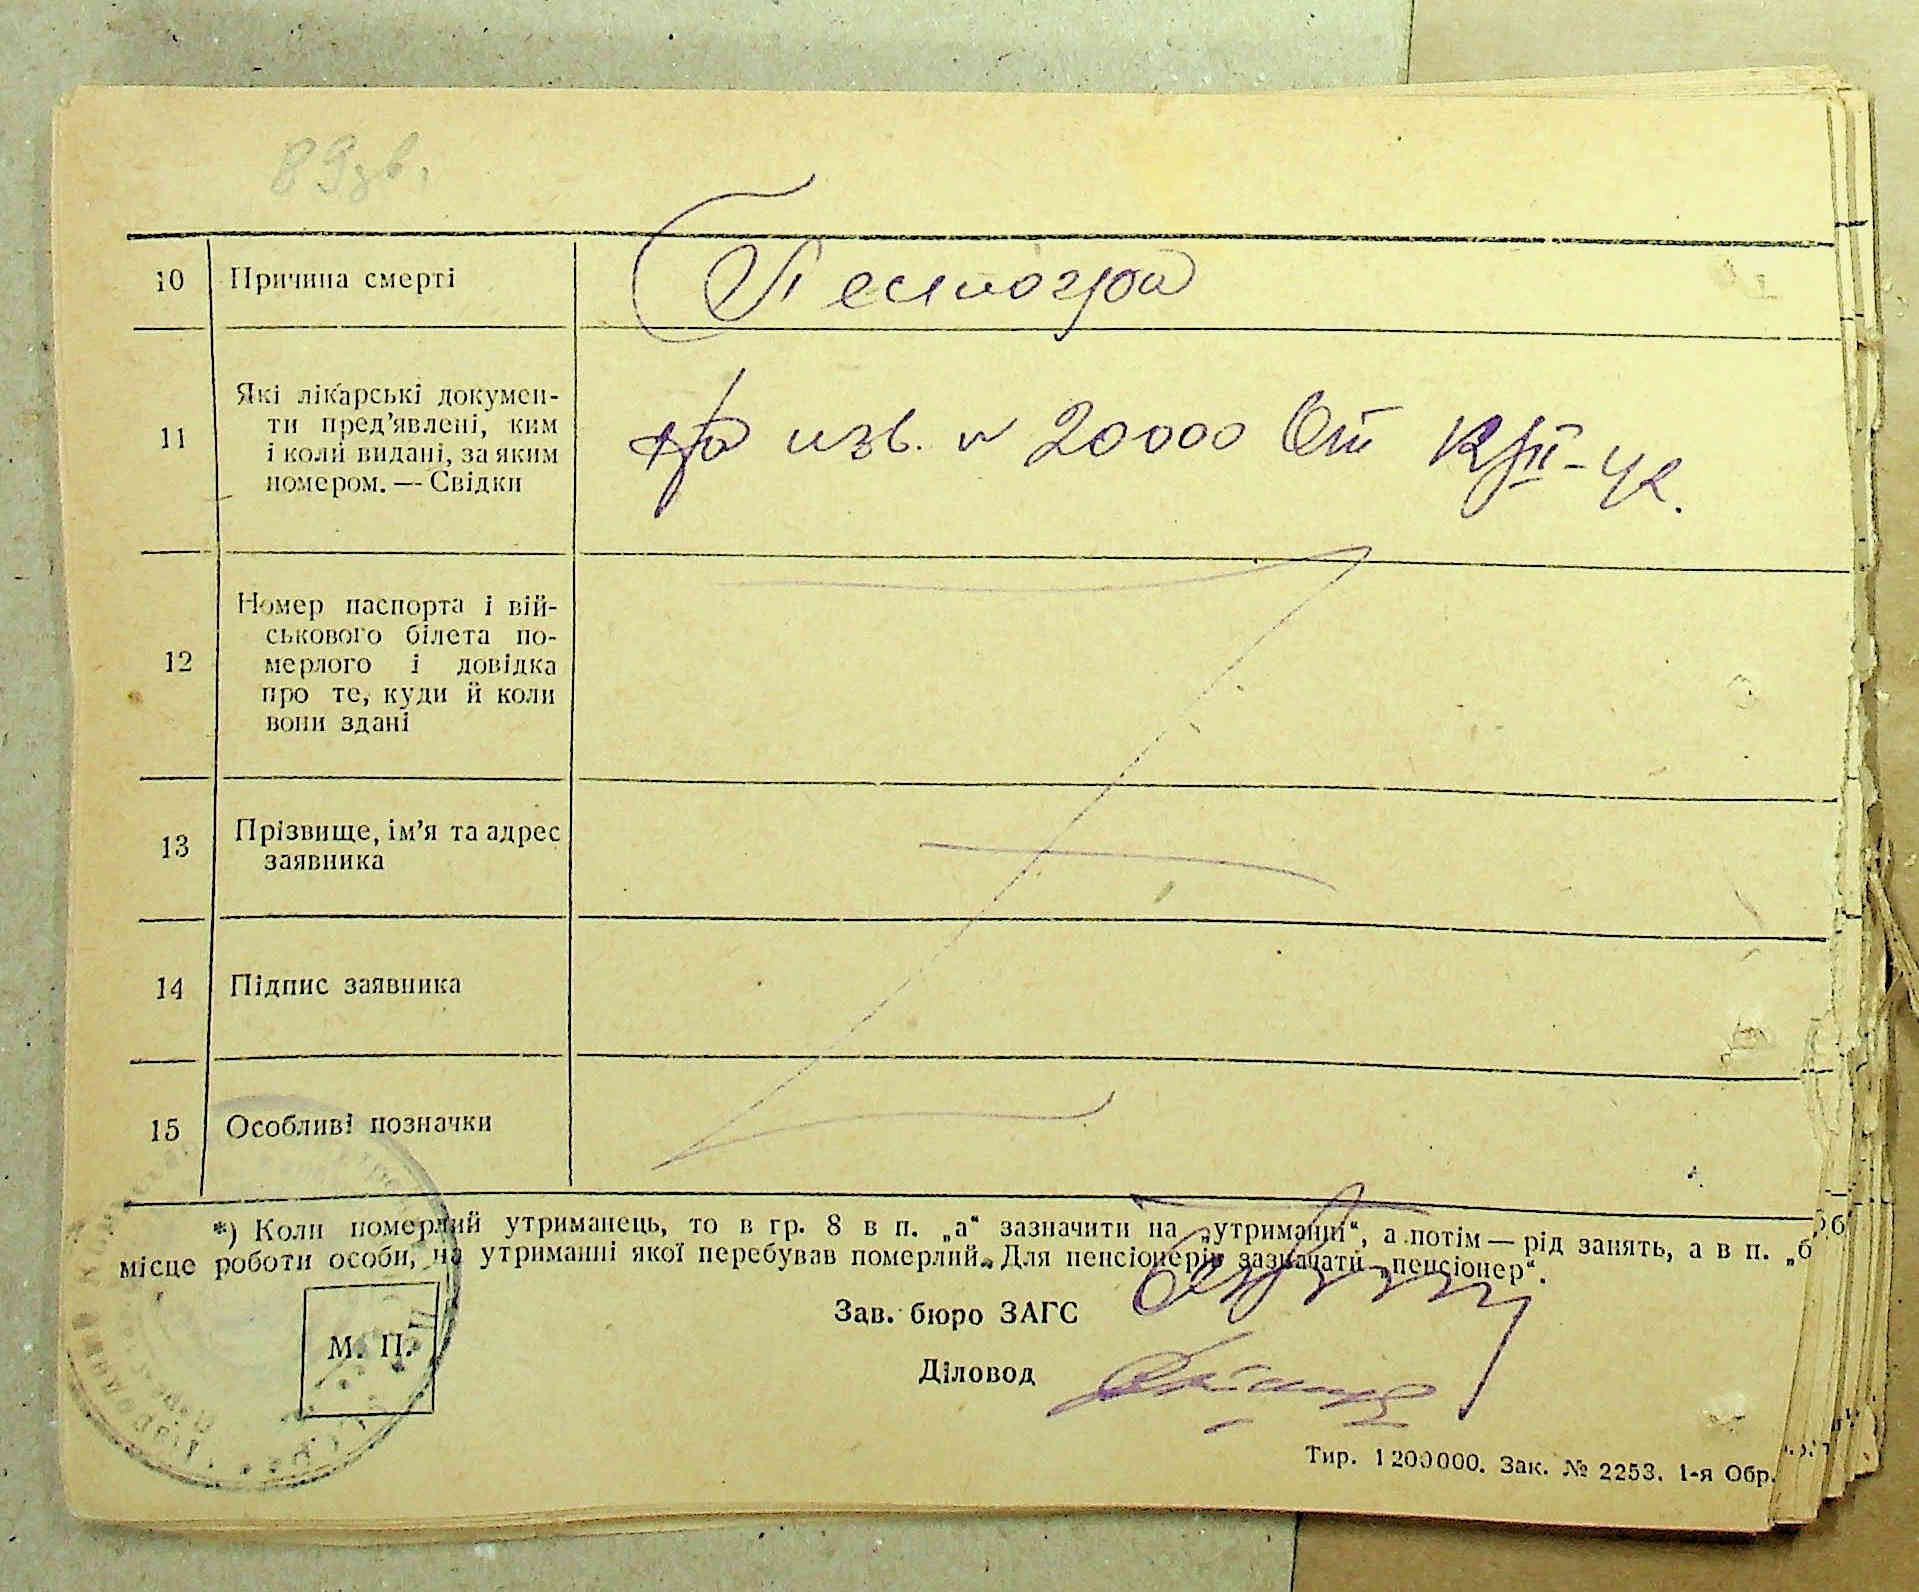 89зв.
10 Причина смерті
11 Які лікарські докумен-
ти пред’явлені, ким
і коли видані, за яким
номером. — Свідки
изв. № 20000 От
12 Номер паспорта і вій-
ськового білета по-
мерлого і довідка
про те, куди й коли
вони здані
13 Прізвище, ім’я та адрес
заявника
14 Підпис заявника
15 Особливі позначки
*) Коли померлий утриманець, то в гр. 8 в п. „а“ зазначити на „утриманні“, а потім — рід занять, а в п. „б“
місце роботи особи, на утриманні якої перебував померлий. Для пенсіонерів зазначати „пенсіонер“.
Зав. бюро ЗАГС
М. П.
Діловод
Тир. 1 200 000. Зак. № 2253. 1-я Обр.